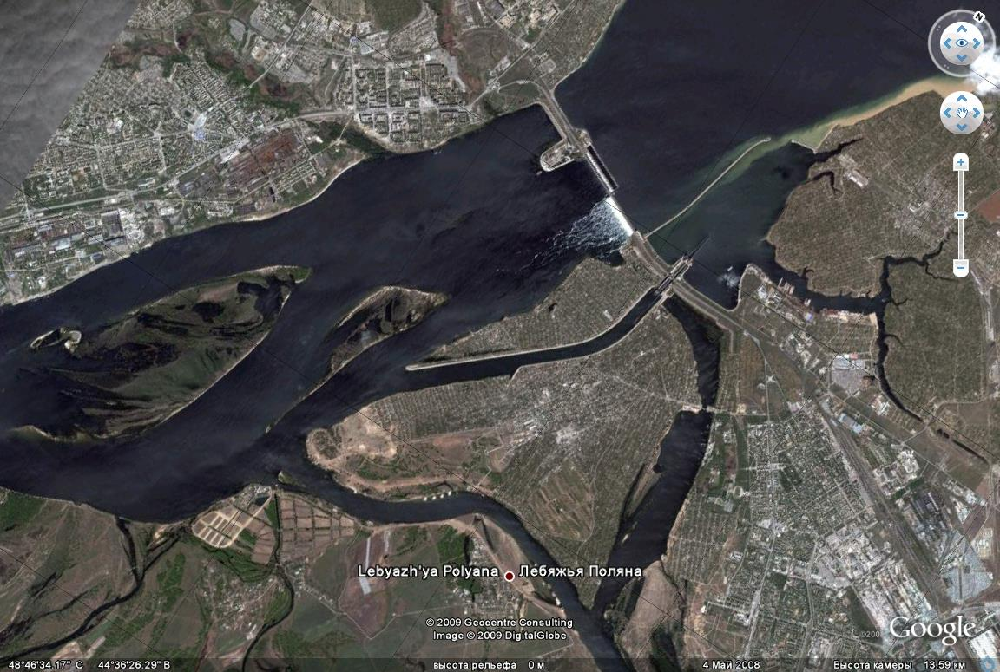 N
Lebyazh'ya Polyana Лебяжья Поляна
© 2009 Geocentre Consulting
Image © 2009 DigitalGlobe
©200
Google
48°46'34.17" С 44°36'26.29" В высота рельефа 0 м 4 Май 2008 Высота камеры 13.59 км